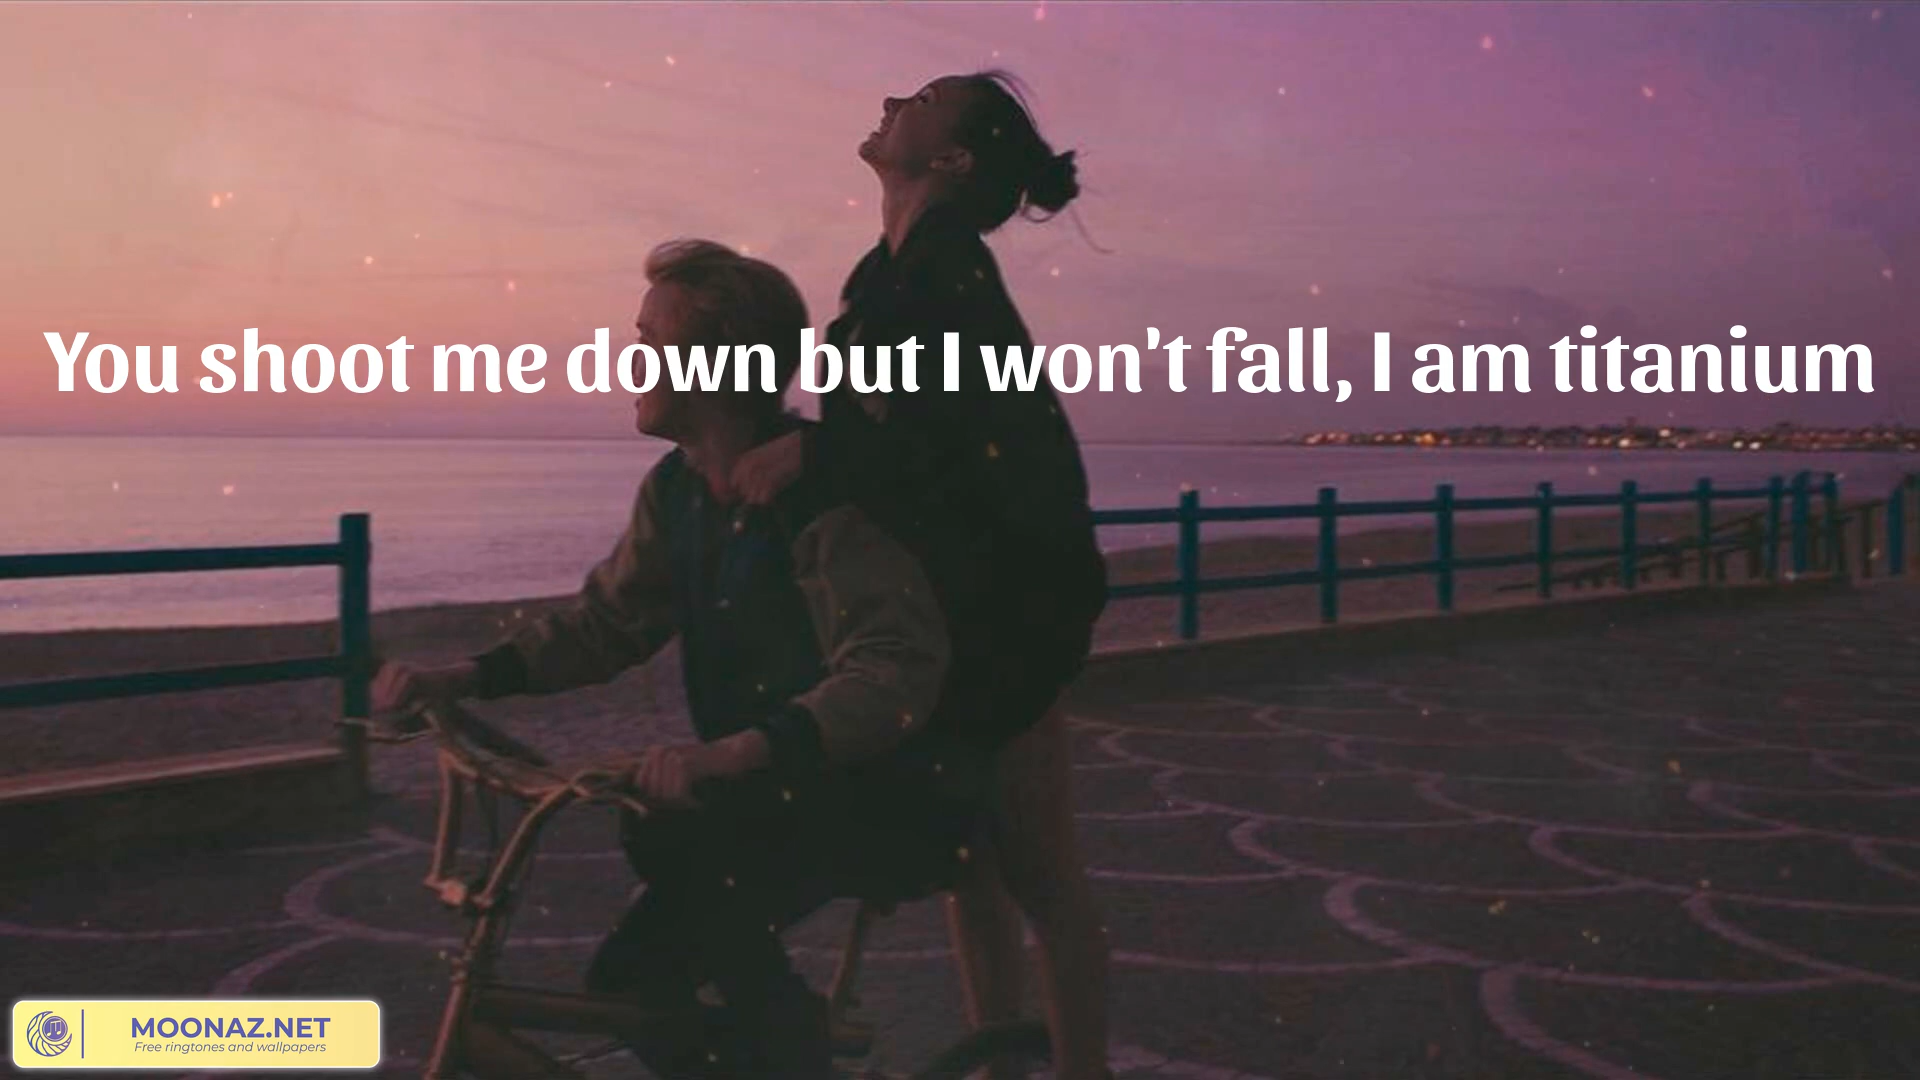 You shoot me down but I won't fall, I am titanium
MOONAZ.NET
Free ringtones and wallpapers